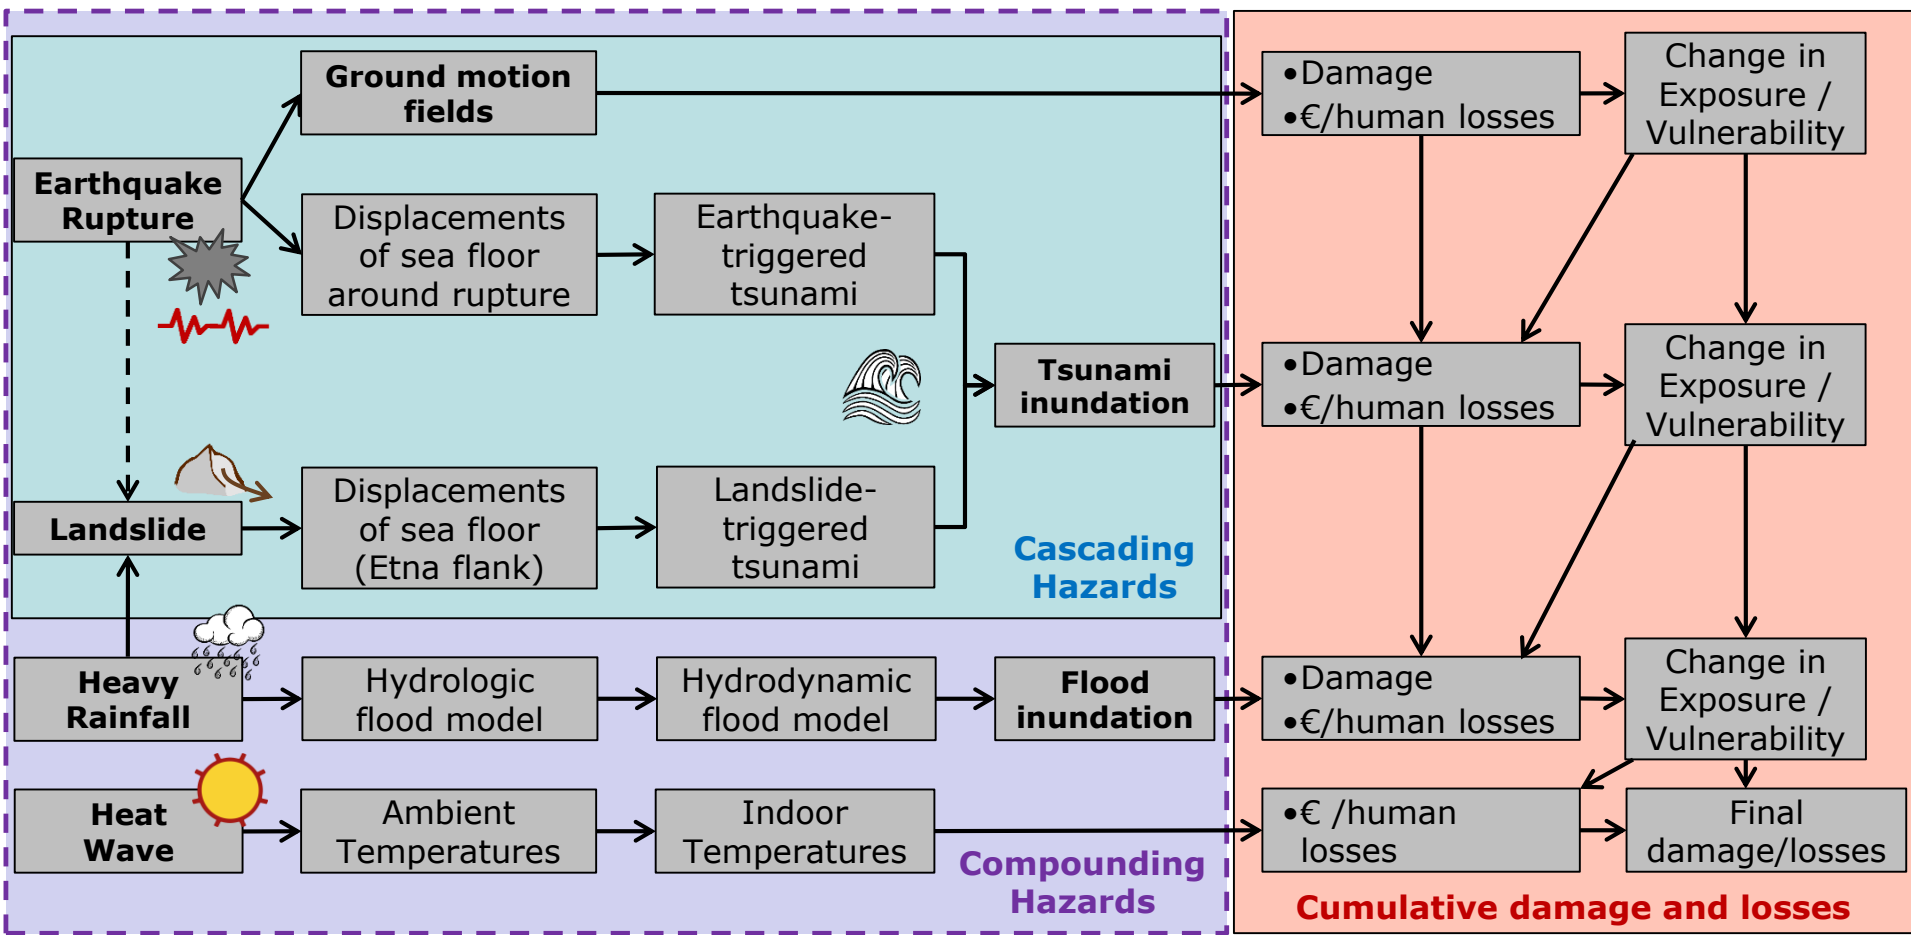 Ground motion
fields
•Damage
•€/human losses
Change in
Exposure /
Vulnerability
Earthquake
Rupture
Displacements
of sea floor
around rupture
Earthquake-
triggered
tsunami
Tsunami
inundation
•Damage
•€/human losses
Change in
Exposure /
Vulnerability
Landslide
Displacements
of sea floor
(Etna flank)
Landslide-
triggered
tsunami
Cascading
Hazards
Heavy
Rainfall
Hydrologic
flood model
Hydrodynamic
flood model
Flood
inundation
•Damage
•€/human losses
Change in
Exposure /
Vulnerability
Heat
Wave
Ambient
Temperatures
Indoor
Temperatures
•€ /human
losses
Final
damage/losses
Compounding
Hazards
Cumulative damage and losses